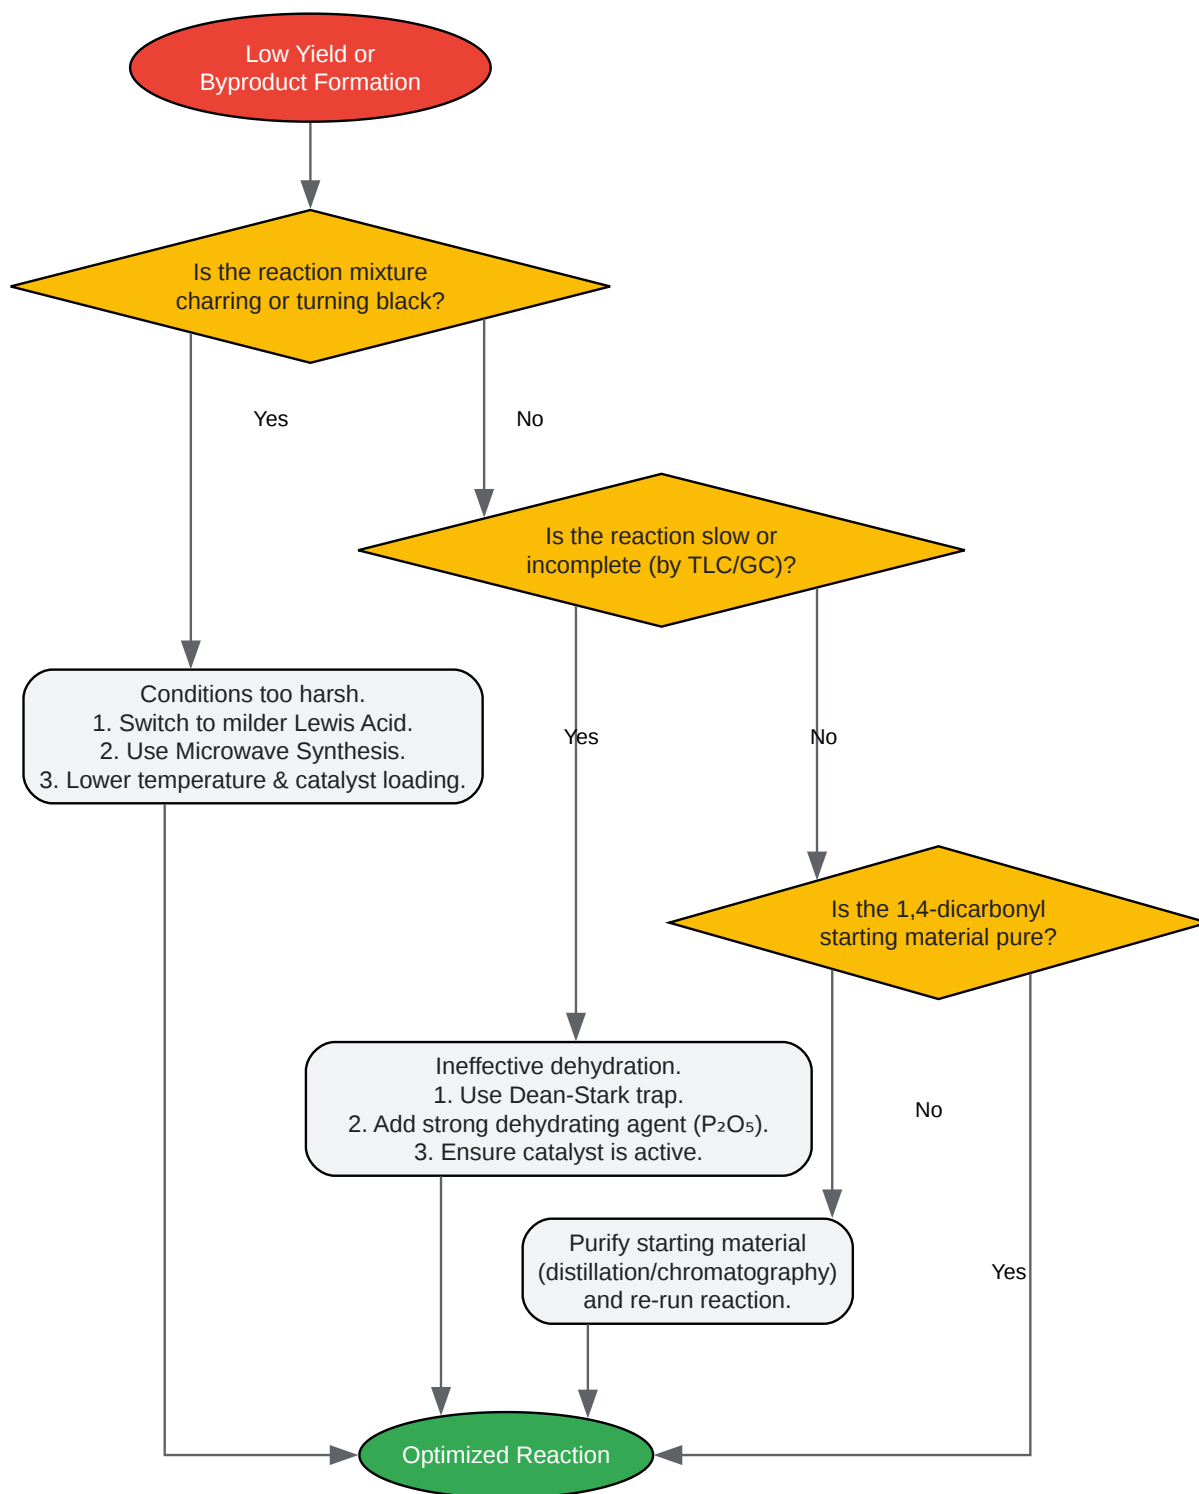 Low Yield or
Byproduct Formation
Is the reaction mixture
charring or turning black?
Yes
No
Is the reaction slow or
incomplete (by TLC/GC)?
Conditions too harsh.
1. Switch to milder Lewis Acid.
2. Use Microwave Synthesis.
3. Lower temperature & catalyst loading.
Yes
No
Is the 1,4-dicarbonyl
starting material pure?
Ineffective dehydration.
1. Use Dean-Stark trap.
2. Add strong dehydrating agent (P₂O₅).
3. Ensure catalyst is active.
No
Purify starting material
(distillation/chromatography)
and re-run reaction.
Yes
Optimized Reaction